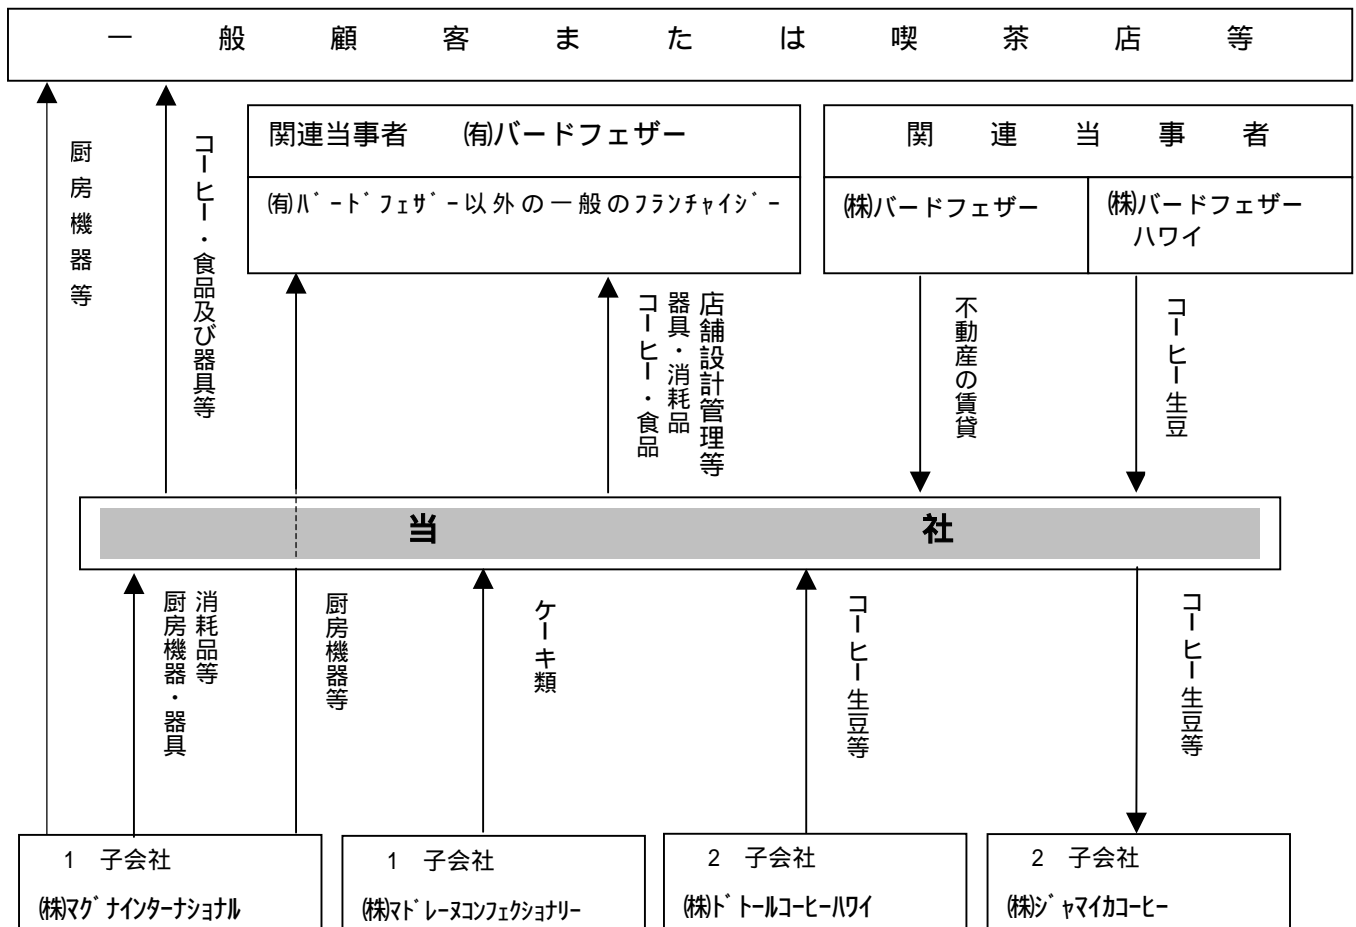 一般顧客または喫茶店等
関連当事者 ㈲バードフェザー
㈲ﾊﾞｰﾄﾞﾌｪｻﾞｰ以外の一般のﾌﾗﾝﾁｬｲｼﾞｰ
関連当事者
㈱バードフェザー
㈱バードフェザー
ハワイ
厨房機器等
コーヒー・食品及び器具等
店舗設計管理等
器具・消耗品
コーヒー・食品
不動産の賃貸
コーヒー生豆
当社
消耗品等
厨房機器・器具
厨房機器等
ケーキ類
コーヒー生豆等
コーヒー生豆等
1 子会社
㈱ﾏｸﾞﾅｲﾝﾀｰﾅｼｮﾅﾙ
1 子会社
㈱ﾏﾄﾞﾚｰﾇｺﾝﾌｪｸｼｮﾅﾘｰ
2 子会社
㈱ﾄﾞﾄｰﾙｺｰﾋｰﾊﾜｲ
2 子会社
㈱ｼﾞｬﾏｲｶｺｰﾋｰ